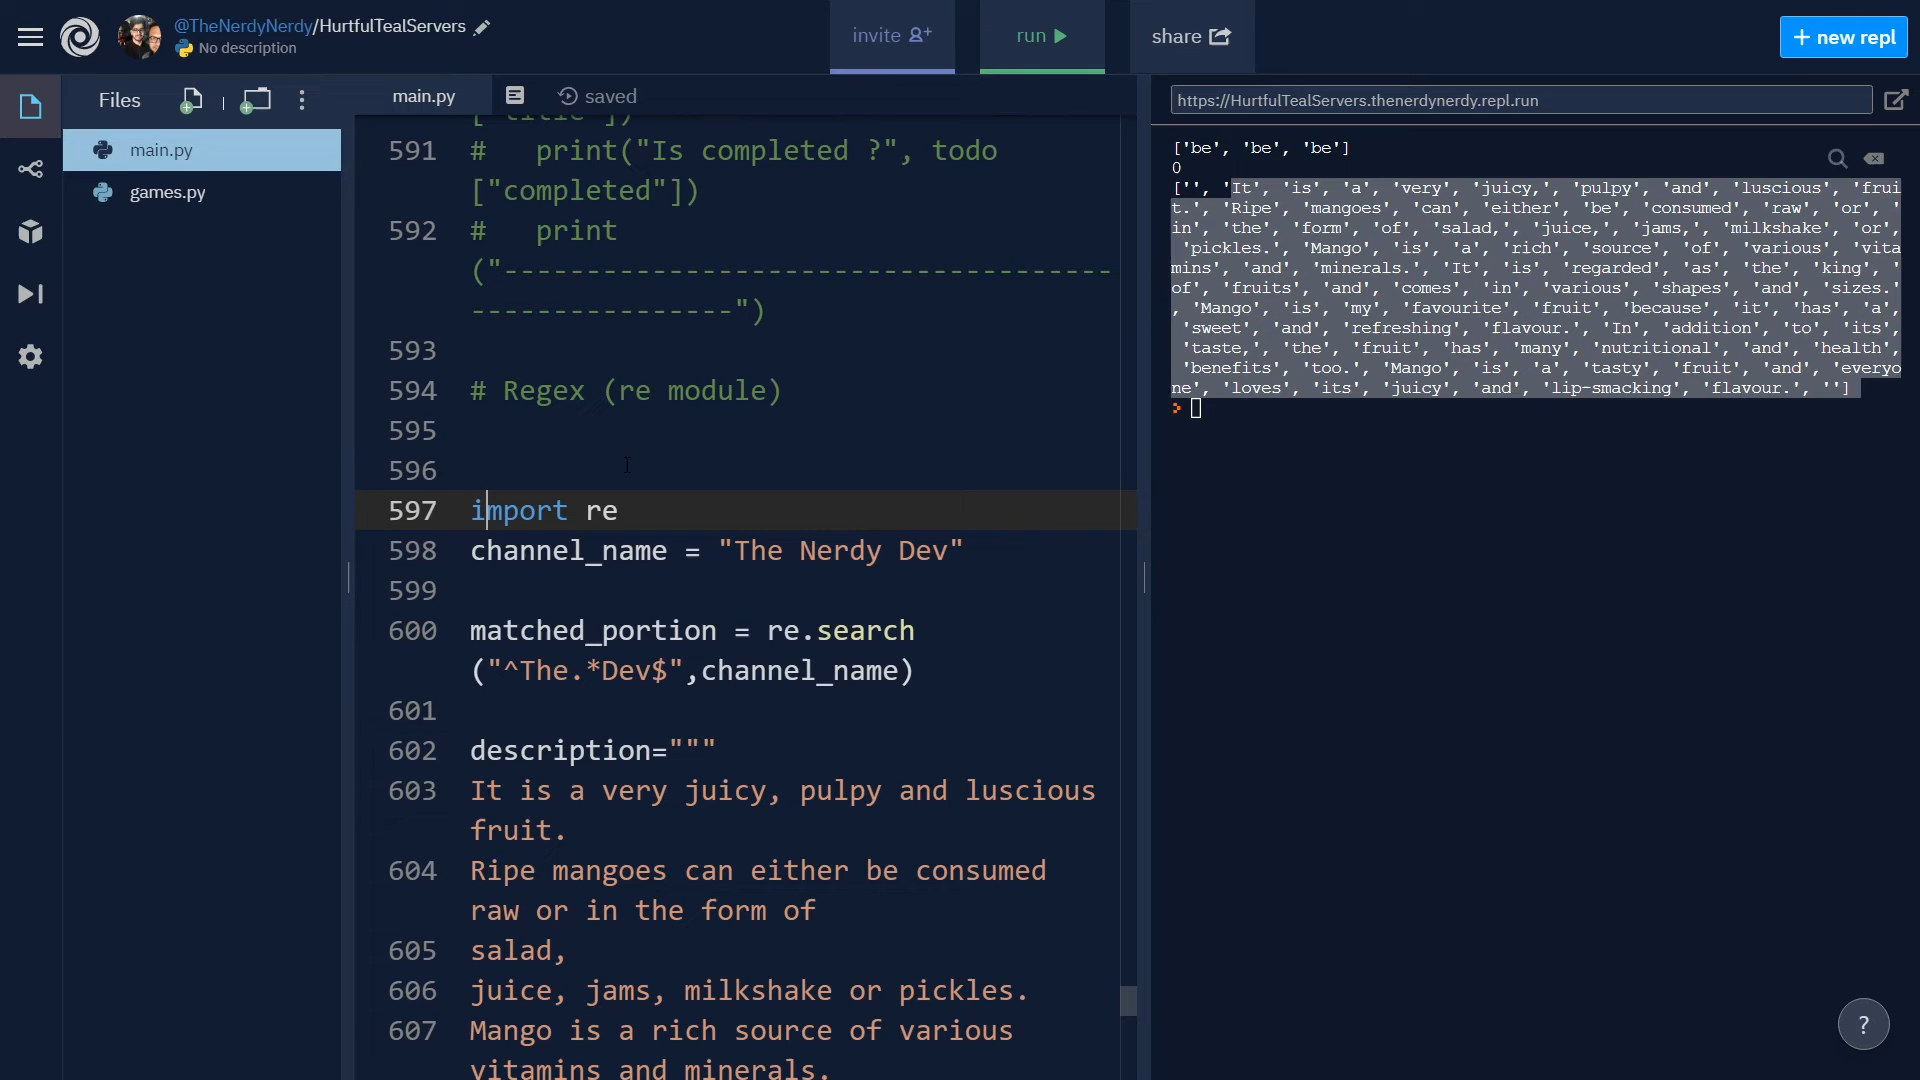 @TheNerdyNerdy/HurtfulTealServers
No description
invite
run
share
+ new repl
Files
main.py
games.py
main.py
saved
["title"])
591 #   print("Is completed ?", todo
["completed"])
592 #   print
("-------------------------------------
----------------")
593
594 # Regex (re module)
595
596
597 import re
598 channel_name = "The Nerdy Dev"
599
600 matched_portion = re.search
("^The.*Dev$",channel_name)
601
602 description="""
603 It is a very juicy, pulpy and luscious
fruit.
604 Ripe mangoes can either be consumed
raw or in the form of
605 salad,
606 juice, jams, milkshake or pickles.
607 Mango is a rich source of various
vitamins and minerals.
https://HurtfulTealServers.thenerdynerdy.repl.run
['be', 'be', 'be']
0
['', 'It', 'is', 'a', 'very', 'juicy,', 'pulpy', 'and', 'luscious', 'frui
t.', 'Ripe', 'mangoes', 'can', 'either', 'be', 'consumed', 'raw', 'or', '
in', 'the', 'form', 'of', 'salad,', 'juice,', 'jams,', 'milkshake', 'or',
'pickles.', 'Mango', 'is', 'a', 'rich', 'source', 'of', 'various', 'vita
mins', 'and', 'minerals.', 'It', 'is', 'regarded', 'as', 'the', 'king', '
of', 'fruits', 'and', 'comes', 'in', 'various', 'shapes', 'and', 'sizes.'
, 'Mango', 'is', 'my', 'favourite', 'fruit', 'because', 'it', 'has', 'a',
'sweet', 'and', 'refreshing', 'flavour.', 'In', 'addition', 'to', 'its',
'taste,', 'the', 'fruit', 'has', 'many', 'nutritional', 'and', 'health',
'benefits', 'too.', 'Mango', 'is', 'a', 'tasty', 'fruit', 'and', 'everyo
ne', 'loves', 'its', 'juicy', 'and', 'lip-smacking', 'flavour.', '']
>
?